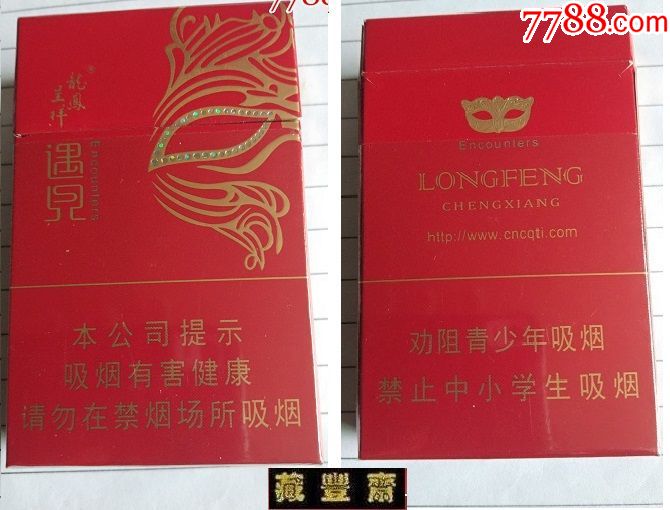 7788.com
龍鳳
呈祥
®
遇見
Encounters
本公司提示
吸烟有害健康
请勿在禁烟场所吸烟
7788.com
Encounters
LONGFENG
CHENGXIANG
http://www.cncqti.com
劝阻青少年吸烟
禁止中小学生吸烟
藏豐齋